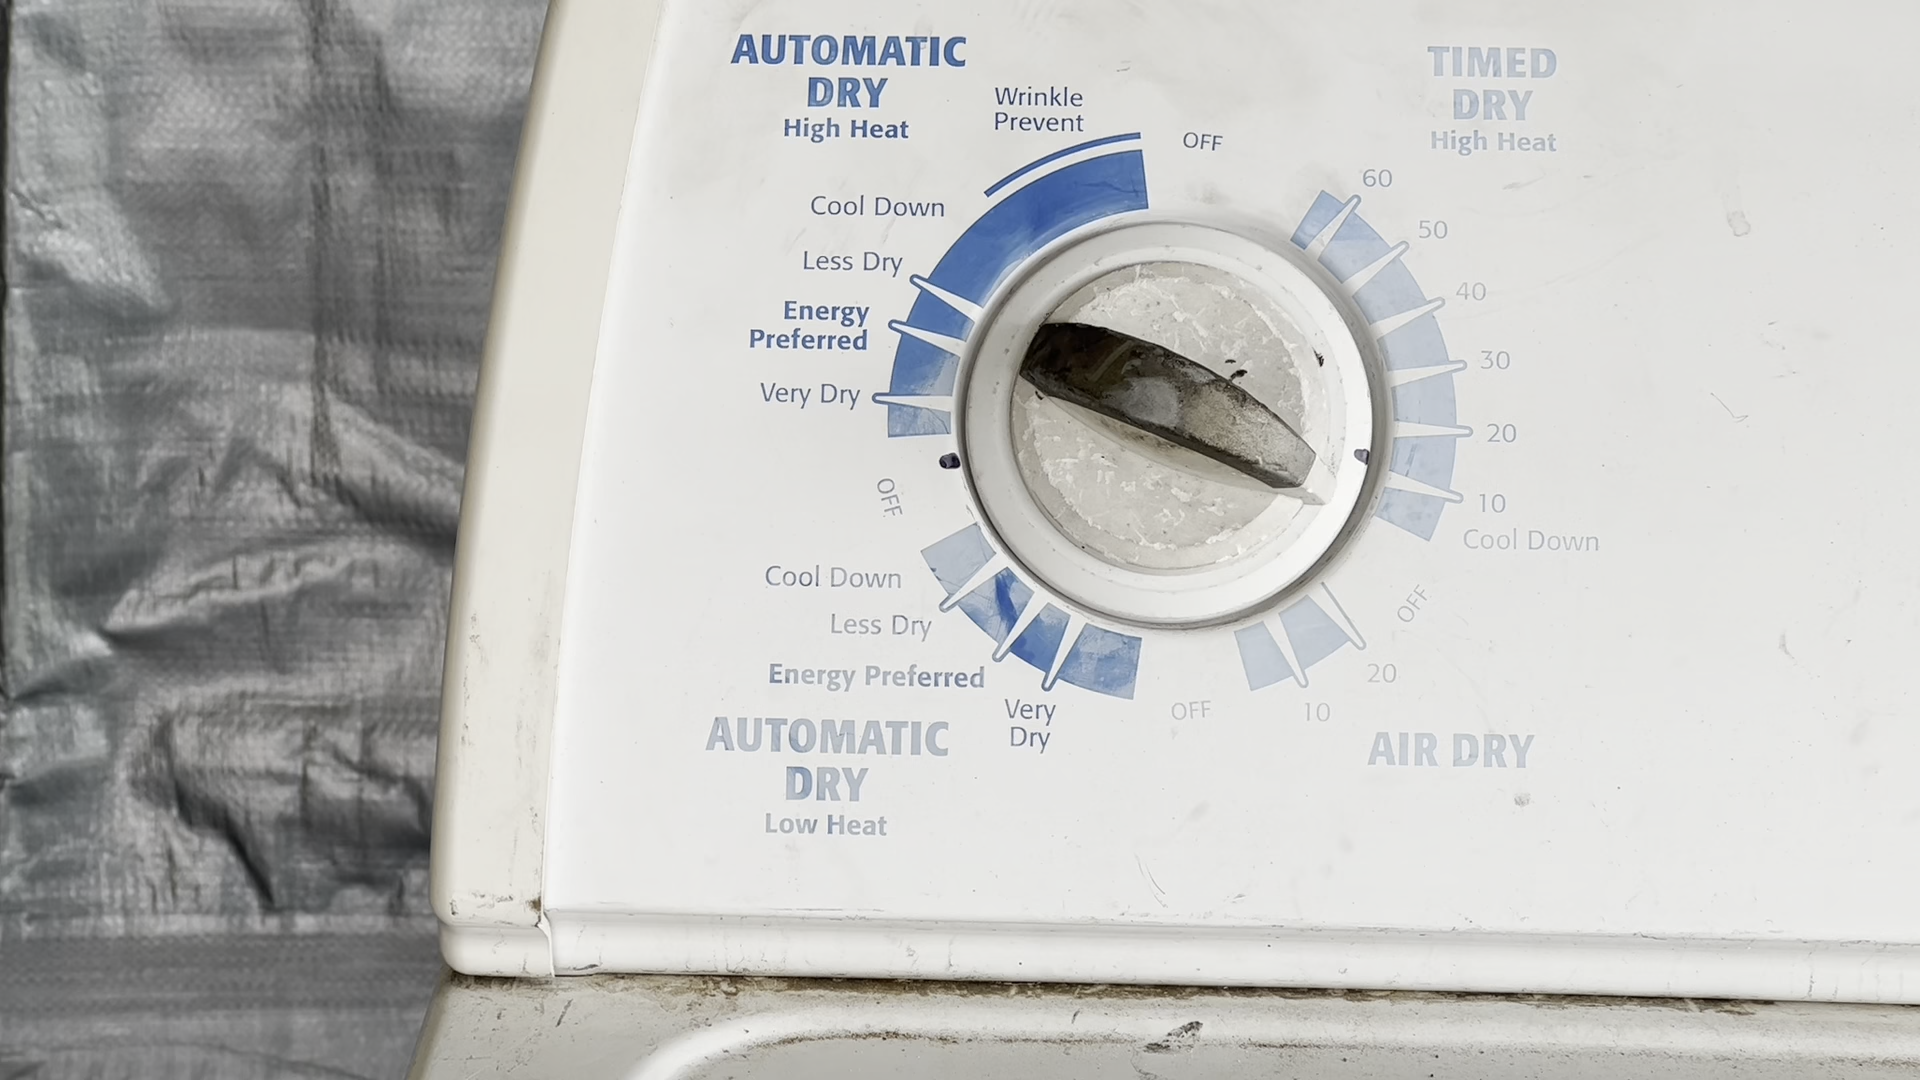 AUTOMATIC
DRY
High Heat
Wrinkle
Prevent
OFF
Cool Down
Less Dry
Energy
Preferred
Very Dry
OFF
TIMED
DRY
High Heat
60
50
40
30
20
10
Cool Down
OFF
Cool Down
Less Dry
Energy Preferred
Very
Dry
AUTOMATIC
DRY
Low Heat
OFF
10
20
AIR DRY